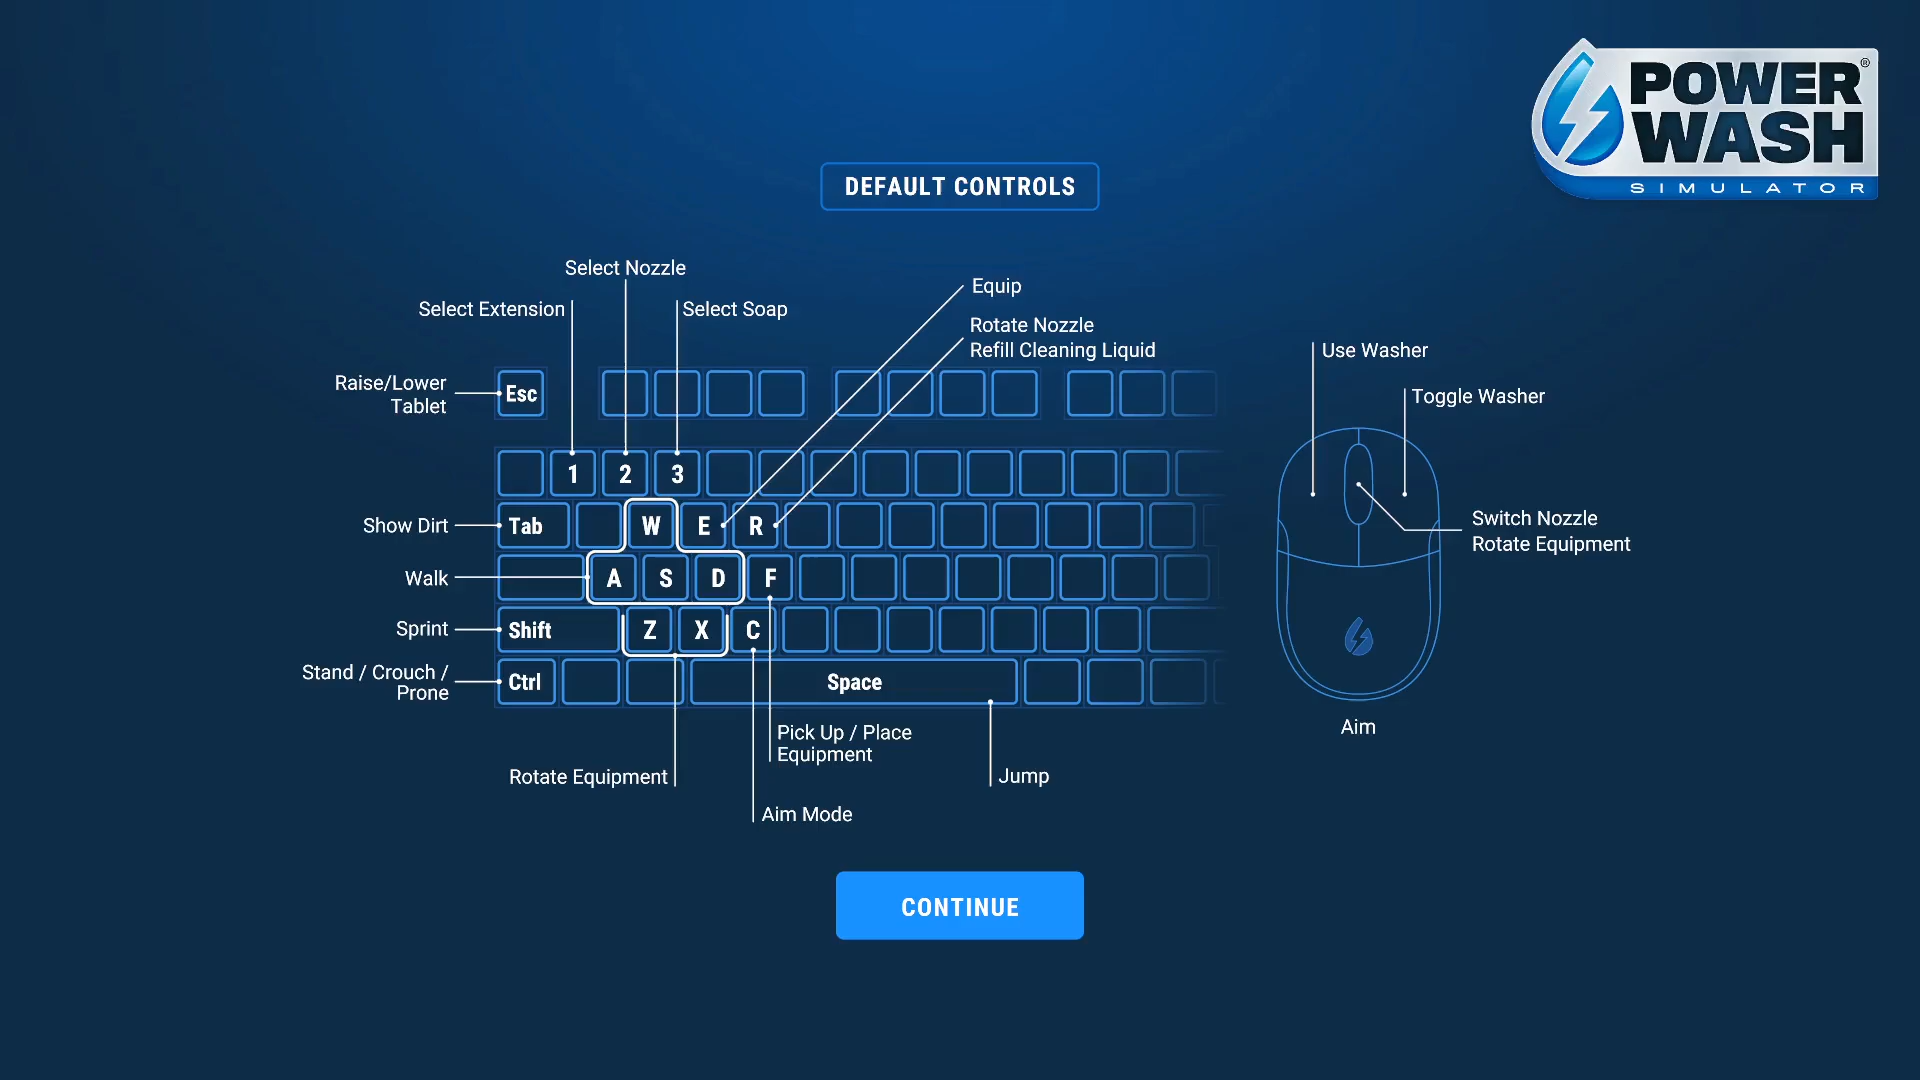 POWER®
WASH
SIMULATOR
DEFAULT CONTROLS
Select Nozzle
Select Extension
Select Soap
Equip
Rotate Nozzle
Refill Cleaning Liquid
Use Washer
Toggle Washer
Raise/Lower
Tablet
Esc
1 2 3
Show Dirt
Tab W E R
Switch Nozzle
Rotate Equipment
Walk
A S D F
Sprint
Shift Z X C
Stand / Crouch /
Prone
Ctrl Space
Aim
Pick Up / Place
Equipment
Rotate Equipment
Jump
Aim Mode
CONTINUE